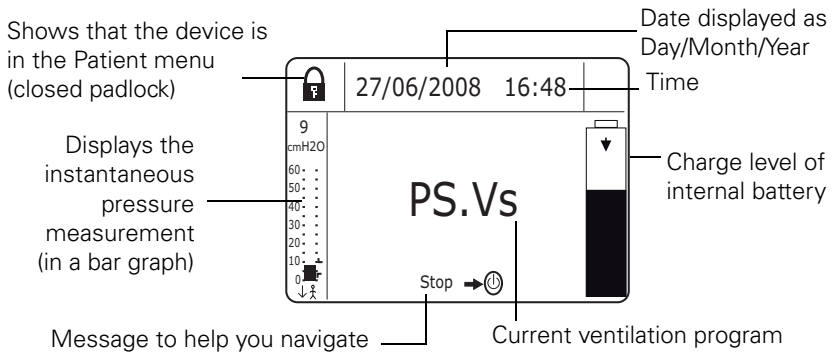 Shows that the device is
in the Patient menu
(closed padlock)
Date displayed as
Day/Month/Year
Time
27/06/2008 16:48
9
cmH2O
60
50
40
30
20
10
0
Displays the
instantaneous
pressure
measurement
(in a bar graph)
PS.Vs
Charge level of
internal battery
Stop
Message to help you navigate
Current ventilation program